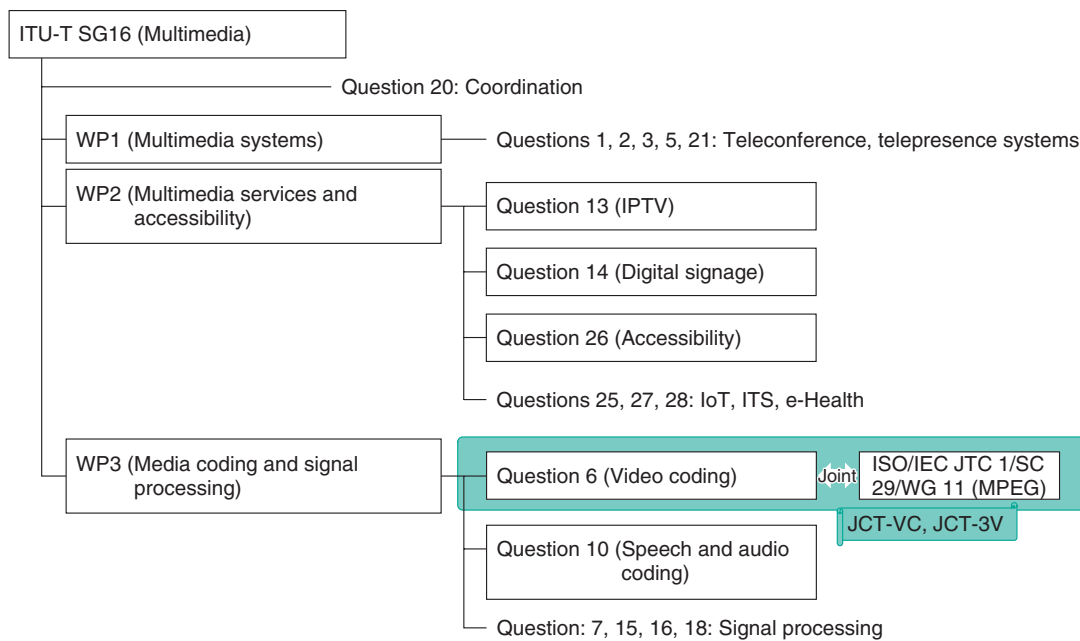 ITU-T SG16 (Multimedia)
Question 20: Coordination
WP1 (Multimedia systems)
Questions 1, 2, 3, 5, 21: Teleconference, telepresence systems
WP2 (Multimedia services and
accessibility)
Question 13 (IPTV)
Question 14 (Digital signage)
Question 26 (Accessibility)
Questions 25, 27, 28: IoT, ITS, e-Health
WP3 (Media coding and signal
processing)
Question 6 (Video coding)
Joint
ISO/IEC JTC 1/SC
29/WG 11 (MPEG)
JCT-VC, JCT-3V
Question 10 (Speech and audio
coding)
Question: 7, 15, 16, 18: Signal processing